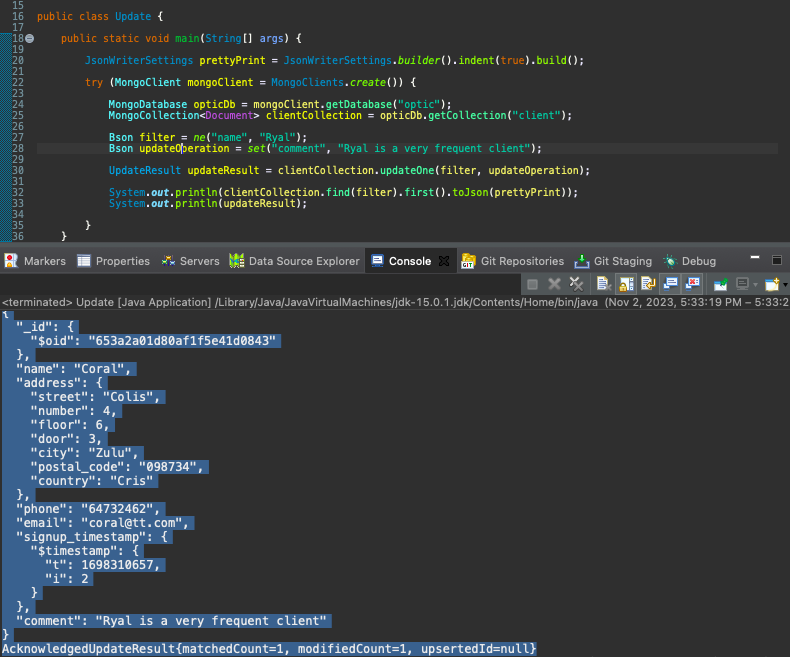 15
16 public class Update {
17
18 public static void main(String[] args) {
19
20 JsonWriterSettings prettyPrint = JsonWriterSettings.builder().indent(true).build();
21
22 try (MongoClient mongoClient = MongoClients.create()) {
23
24 MongoDatabase opticDb = mongoClient.getDatabase("optic");
25 MongoCollection<Document> clientCollection = opticDb.getCollection("client");
26
27 Bson filter = ne("name", "Ryal");
28 Bson updateOperation = set("comment", "Ryal is a very frequent client");
29
30 UpdateResult updateResult = clientCollection.updateOne(filter, updateOperation);
31
32 System.out.println(clientCollection.find(filter).first().toJson(prettyPrint));
33 System.out.println(updateResult);
34
35 }
36 }
Markers Properties Servers Data Source Explorer Console Git Repositories Git Staging Debug
<terminated> Update [Java Application] /Library/Java/JavaVirtualMachines/jdk-15.0.1.jdk/Contents/Home/bin/java (Nov 2, 2023, 5:33:19 PM – 5:33:2
{
"_id": {
"$oid": "653a2a01d80af1f5e41d0843"
},
"name": "Coral",
"address": {
"street": "Colis",
"number": 4,
"floor": 6,
"door": 3,
"city": "Zulu",
"postal_code": "098734",
"country": "Cris"
},
"phone": "64732462",
"email": "coral@tt.com",
"signup_timestamp": {
"$timestamp": {
"t": 1698310657,
"i": 2
}
},
"comment": "Ryal is a very frequent client"
}
AcknowledgedUpdateResult{matchedCount=1, modifiedCount=1, upsertedId=null}